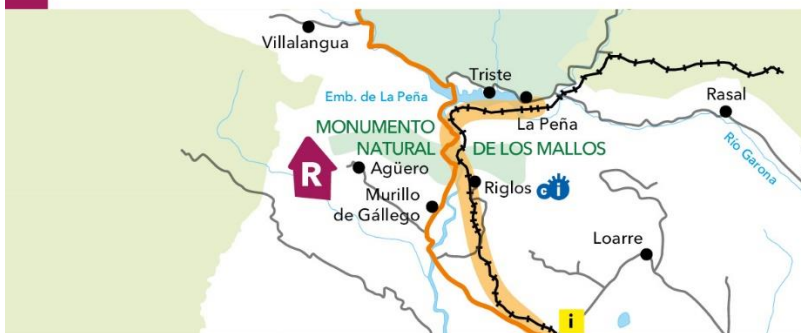 Villalangua
Triste
Emb. de La Peña
Rasal
La Peña
MONUMENTO
NATURAL DE LOS MALLOS
Río Garona
R
Agüero
Riglos ci
Murillo
de Gállego
Loarre
i